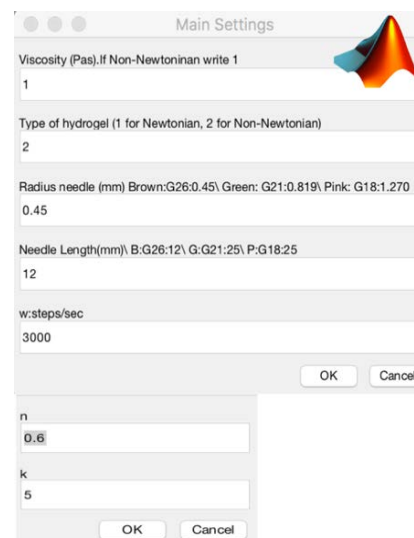 Main Settings
Viscosity (Pas).If Non-Newtoninan write 1
1
Type of hydrogel (1 for Newtonian, 2 for Non-Newtonian)
2
Radius needle (mm) Brown:G26:0.45\ Green: G21:0.819\ Pink: G18:1.270
0.45
Needle Length(mm)\ B:G26:12\ G:G21:25\ P:G18:25
12
w:steps/sec
3000
OK Cancel
n
0.6
k
5
OK Cancel